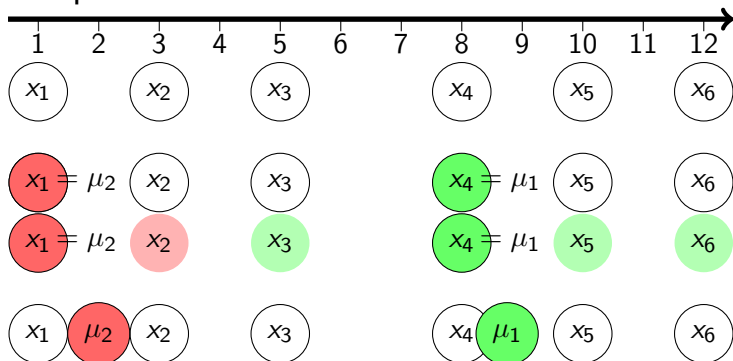 1 2 3 4 5 6 7 8 9 10 11 12
x₁ x₂ x₃ x₄ x₅ x₆
x₁ = μ₂ x₂ x₃ x₄ = μ₁ x₅ x₆
x₁ = μ₂ x₂ x₃ x₄ = μ₁ x₅ x₆
x₁ μ₂ x₂ x₃ x₄ μ₁ x₅ x₆